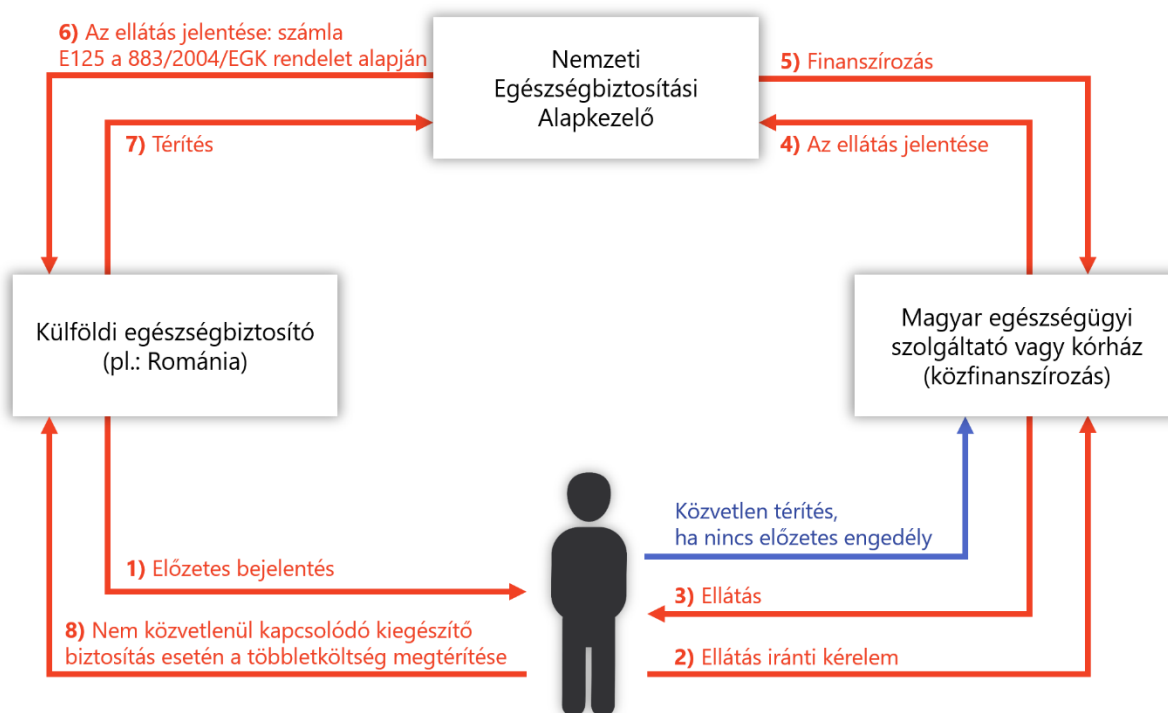 6) Az ellátás jelentése: számla
E125 a 883/2004/EGK rendelet alapján
Nemzeti
Egészségbiztosítási
Alapkezelő
5) Finanszírozás
7) Térítés
4) Az ellátás jelentése
Külföldi egészségbiztosító
(pl.: Románia)
Magyar egészségügyi
szolgáltató vagy kórház
(közfinanszírozás)
Közvetlen térítés,
ha nincs előzetes engedély
1) Előzetes bejelentés
3) Ellátás
8) Nem közvetlenül kapcsolódó kiegészítő
biztosítás esetén a többletköltség megtérítése
2) Ellátás iránti kérelem